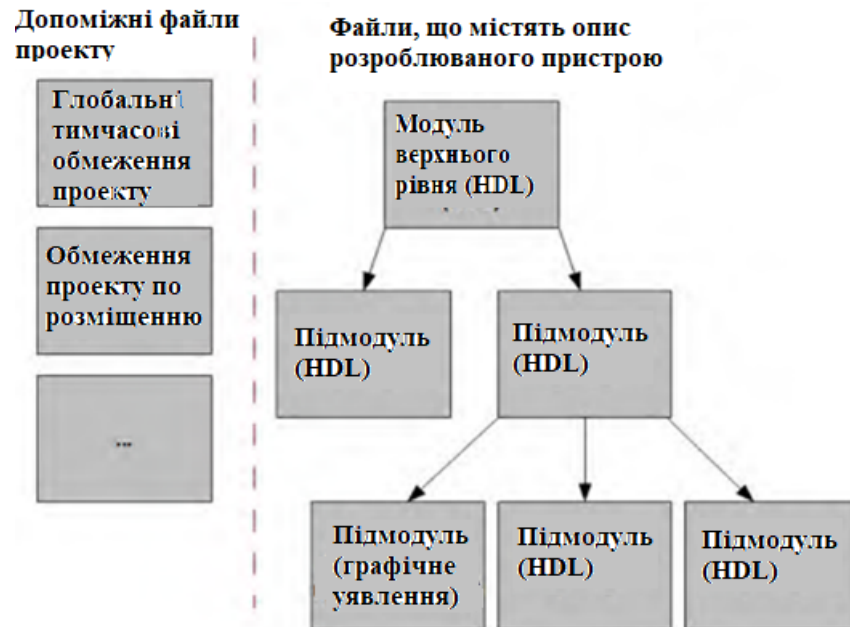 Допоміжні файли
проекту
Файли, що містять опис
розроблюваного пристрою
Глобальні
тимчасові
обмеження
проекту
Обмеження
проекту по
розміщенню
...
Модуль
верхнього
рівня (HDL)
Підмодуль
(HDL)
Підмодуль
(HDL)
Підмодуль
(графічне
уявлення)
Підмодуль
(HDL)
Підмодуль
(HDL)